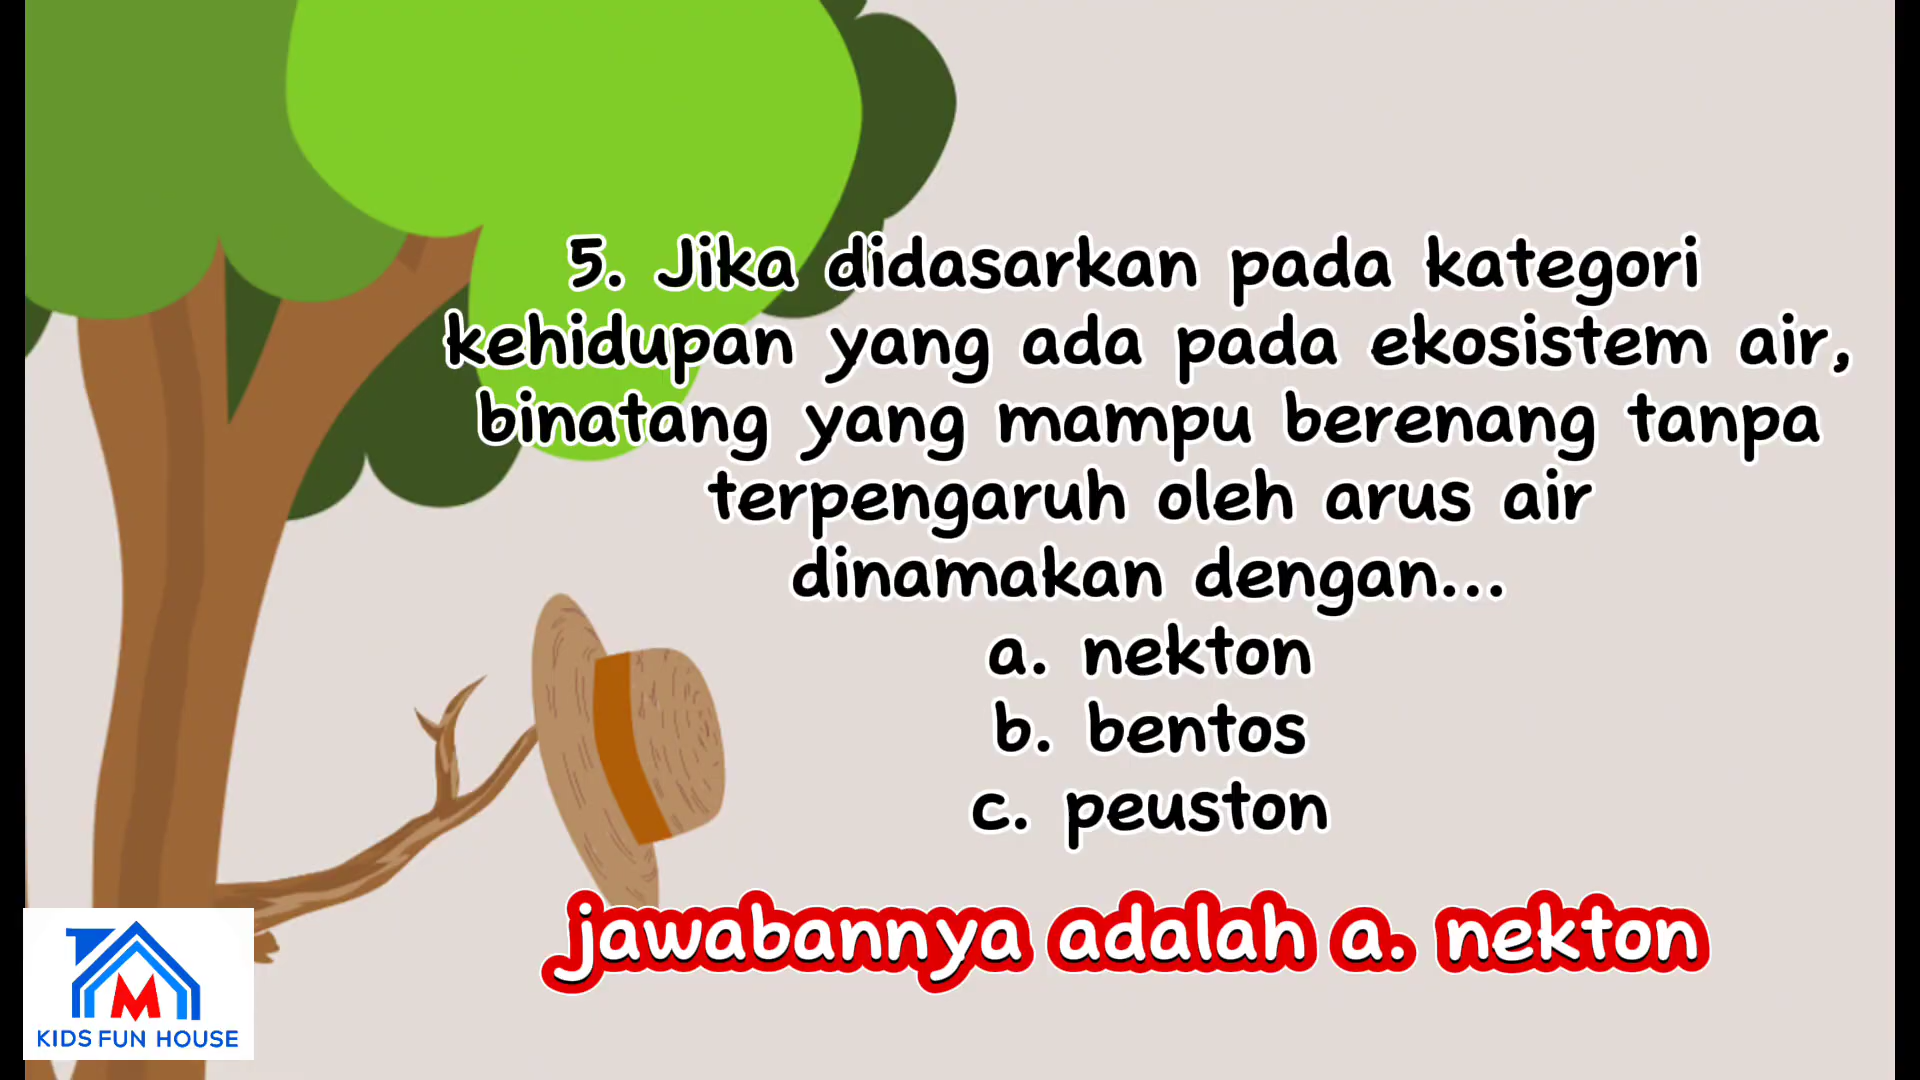 5. Jika didasarkan pada kategori
kehidupan yang ada pada ekosistem air,
binatang yang mampu berenang tanpa
terpengaruh oleh arus air
dinamakan dengan...
a. nekton
b. bentos
c. peuston
jawabannya adalah a. nekton
M
KIDS FUN HOUSE